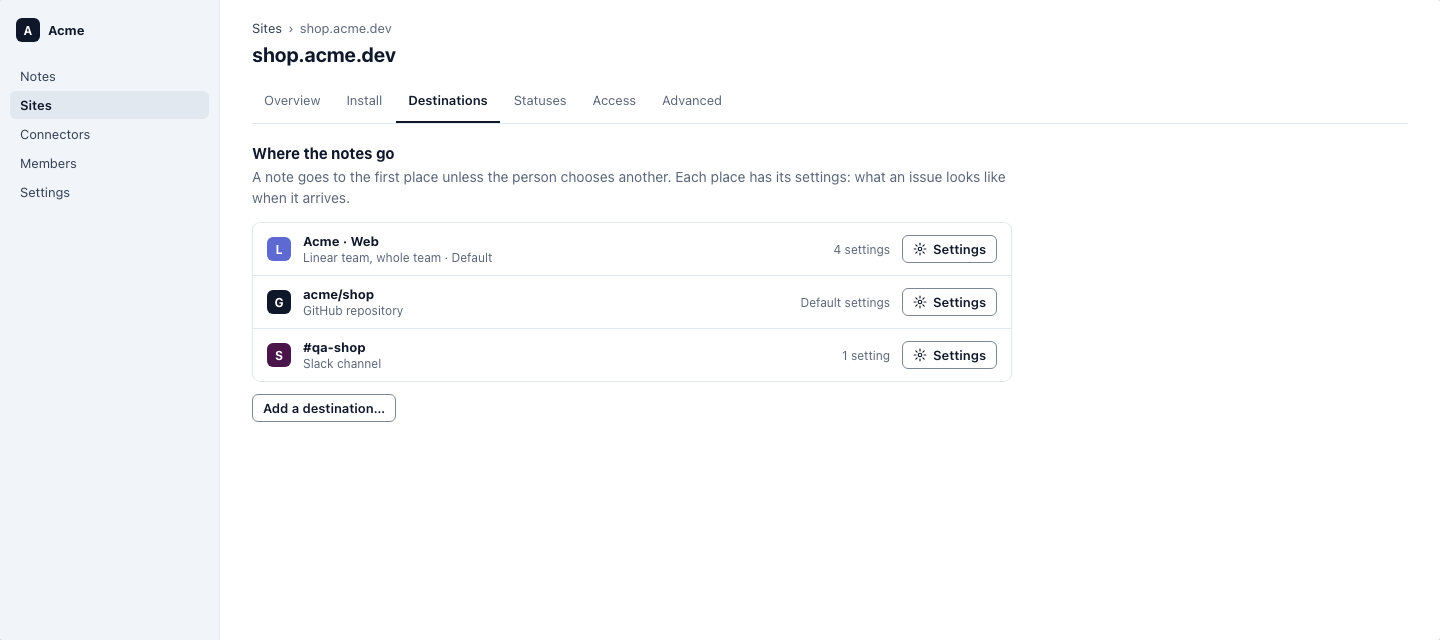 A Acme
Notes
Sites
Connectors
Members
Settings
Sites › shop.acme.dev
shop.acme.dev
Overview Install Destinations Statuses Access Advanced
Where the notes go
A note goes to the first place unless the person chooses another. Each place has its settings: what an issue looks like
when it arrives.
L Acme · Web
Linear team, whole team · Default
4 settings Settings
G acme/shop
GitHub repository
Default settings Settings
S #qa-shop
Slack channel
1 setting Settings
Add a destination...